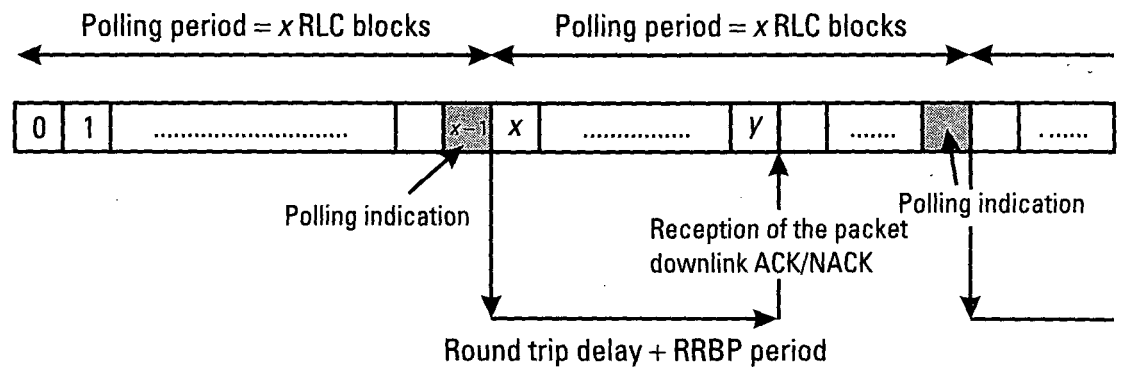 Polling period = x RLC blocks Polling period = x RLC blocks
0 1 ............................ x–1 x ................ y ....... ......
Polling indication Polling indication
Reception of the packet
downlink ACK/NACK
Round trip delay + RRBP period